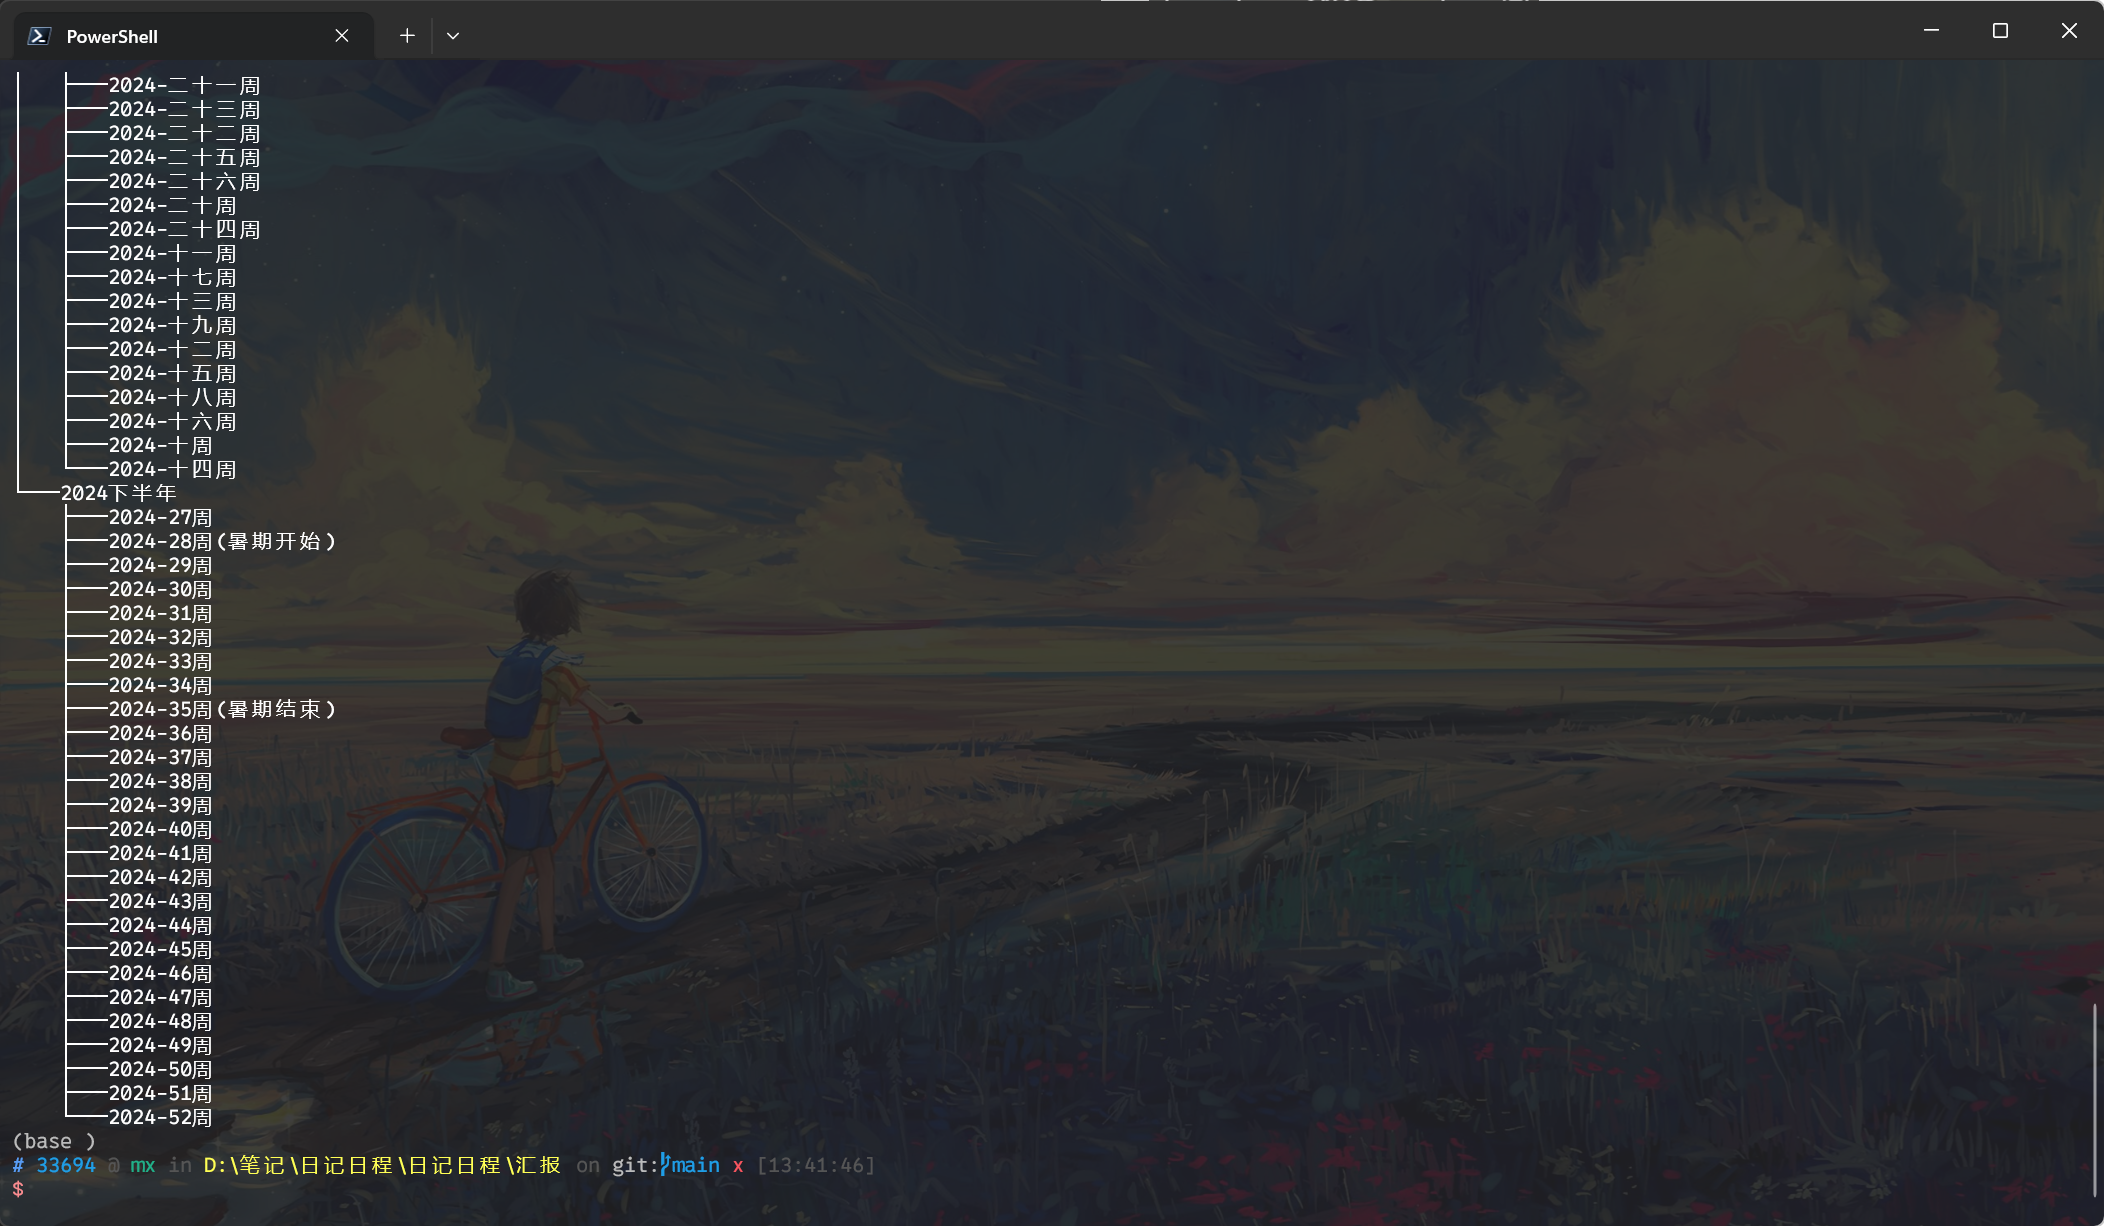 PowerShell
├──2024-二十一周
├──2024-二十三周
├──2024-二十二周
├──2024-二十五周
├──2024-二十六周
├──2024-二十周
├──2024-二十四周
├──2024-十一周
├──2024-十七周
├──2024-十三周
├──2024-十九周
├──2024-十二周
├──2024-十五周
├──2024-十八周
├──2024-十六周
├──2024-十周
└──2024-十四周
└──2024下半年
├──2024-27周
├──2024-28周(暑期开始)
├──2024-29周
├──2024-30周
├──2024-31周
├──2024-32周
├──2024-33周
├──2024-34周
├──2024-35周(暑期结束)
├──2024-36周
├──2024-37周
├──2024-38周
├──2024-39周
├──2024-40周
├──2024-41周
├──2024-42周
├──2024-43周
├──2024-44周
├──2024-45周
├──2024-46周
├──2024-47周
├──2024-48周
├──2024-49周
├──2024-50周
├──2024-51周
└──2024-52周
(base )
# 33694 @ mx in D:\笔记\日记日程\日记日程\汇报 on git:main x [13:41:46]
$